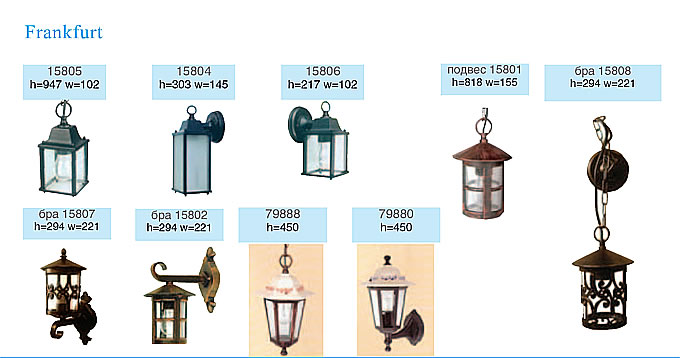 Frankfurt
15805
h=947 w=102
15804
h=303 w=145
15806
h=217 w=102
подвес 15801
h=818 w=155
бра 15808
h=294 w=221
бра 15807
h=294 w=221
бра 15802
h=294 w=221
79888
h=450
79880
h=450